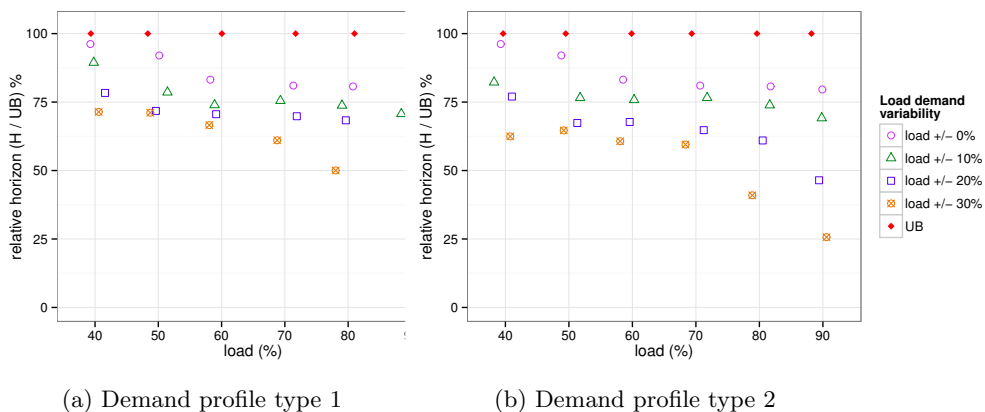 relative horizon (H / UB) %
100
75
50
25
0
40 50 60 70 80
load (%)
(a) Demand profile type 1
relative horizon (H / UB) %
100
75
50
25
0
40 50 60 70 80 90
load (%)
(b) Demand profile type 2
Load demand
variability
load +/− 0%
load +/− 10%
load +/− 20%
load +/− 30%
UB